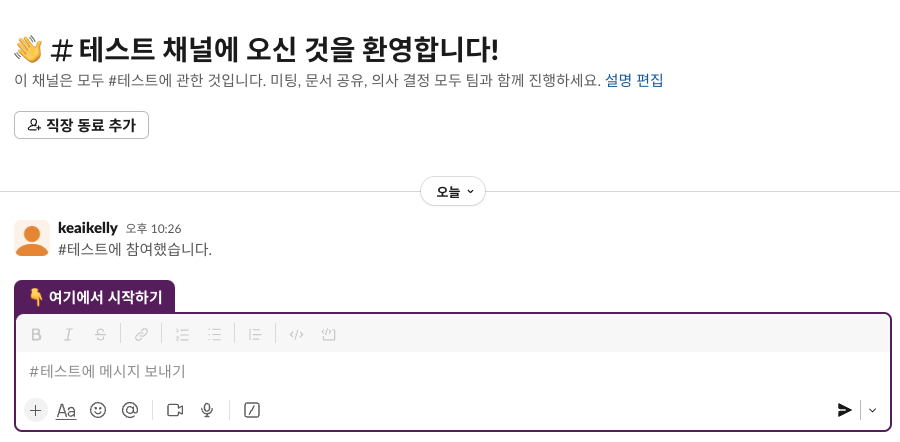 👋 # 테스트 채널에 오신 것을 환영합니다!
이 채널은 모두 #테스트에 관한 것입니다. 미팅, 문서 공유, 의사 결정 모두 팀과 함께 진행하세요. 설명 편집
직장 동료 추가
오늘
keaikelly 오후 10:26
#테스트에 참여했습니다.
👇 여기에서 시작하기
B I S
#테스트에 메시지 보내기
+ Aa @